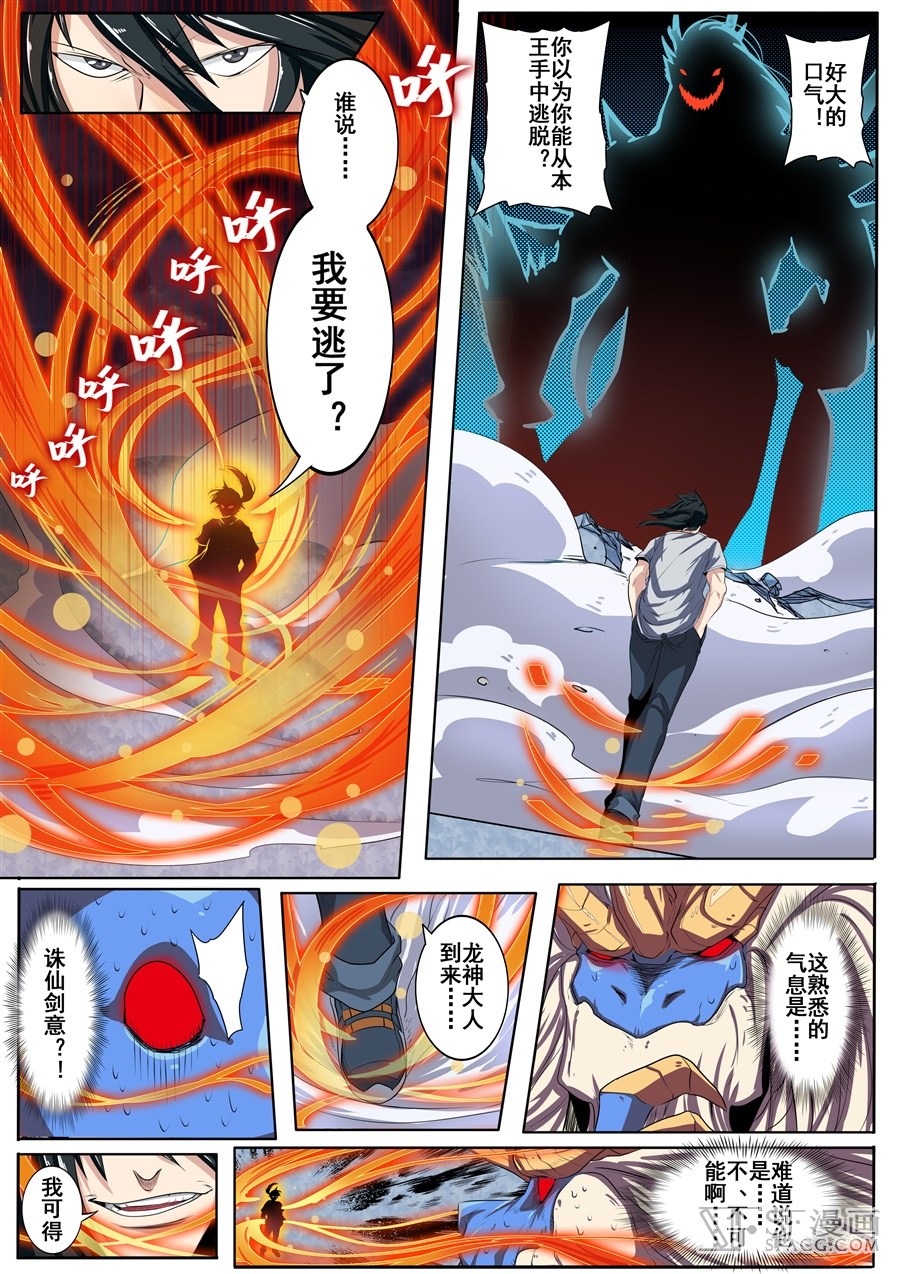 好大的
口气！
你以为你能从本
王手中逃脱？
谁说……
我要逃了？
呼
呼
呼
呼
呼
呼
呼
这熟悉的
气息是……
龙神大人
到来……
诛仙剑意？！
难道说他
是……
不、不可
能啊……
我可得
漫画
SPACG.COM